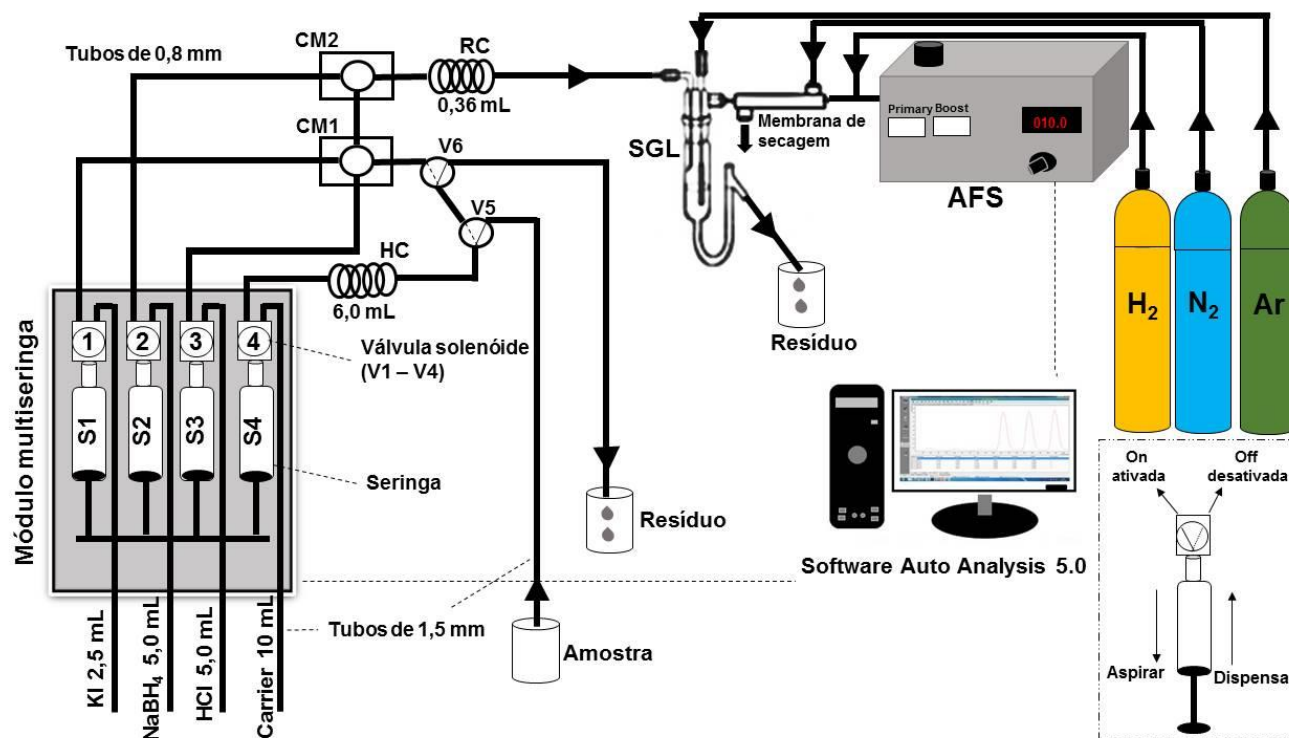 Tubos de 0,8 mm
CM2
RC
0,36 mL
CM1
V6
V5
HC
6,0 mL
SGL
Membrana de
secagem
Primary
Boost
010.0
AFS
H2
N2
Ar
Resíduo
Módulo multiseringa
1
2
3
4
S1
S2
S3
S4
Válvula solenóide
(V1 – V4)
Seringa
Resíduo
Amostra
Tubos de 1,5 mm
KI 2,5 mL
NaBH4 5,0 mL
HCl 5,0 mL
Carrier 10 mL
Software Auto Analysis 5.0
On
ativada
Off
desativada
Aspirar
Dispensa